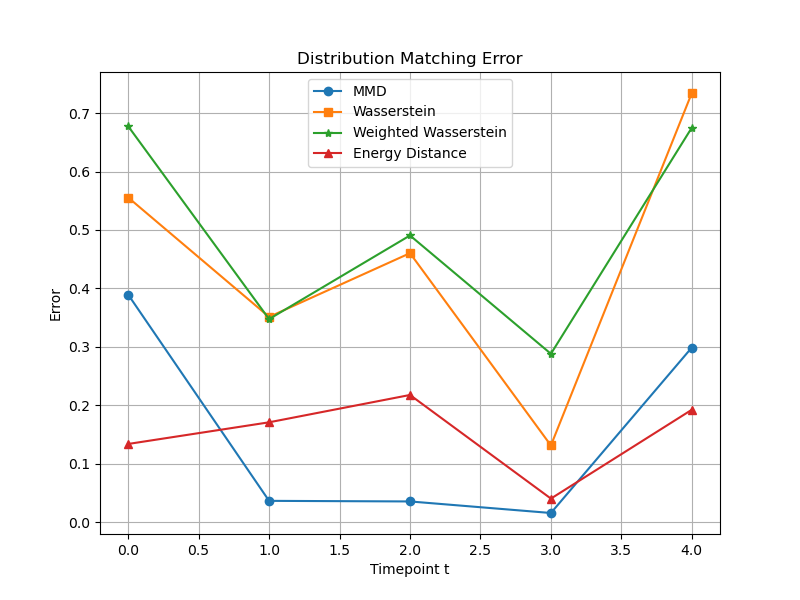 Distribution Matching Error
MMD
Wasserstein
Weighted Wasserstein
Energy Distance
Error
0.7
0.6
0.5
0.4
0.3
0.2
0.1
0.0
0.0 0.5 1.0 1.5 2.0 2.5 3.0 3.5 4.0
Timepoint t